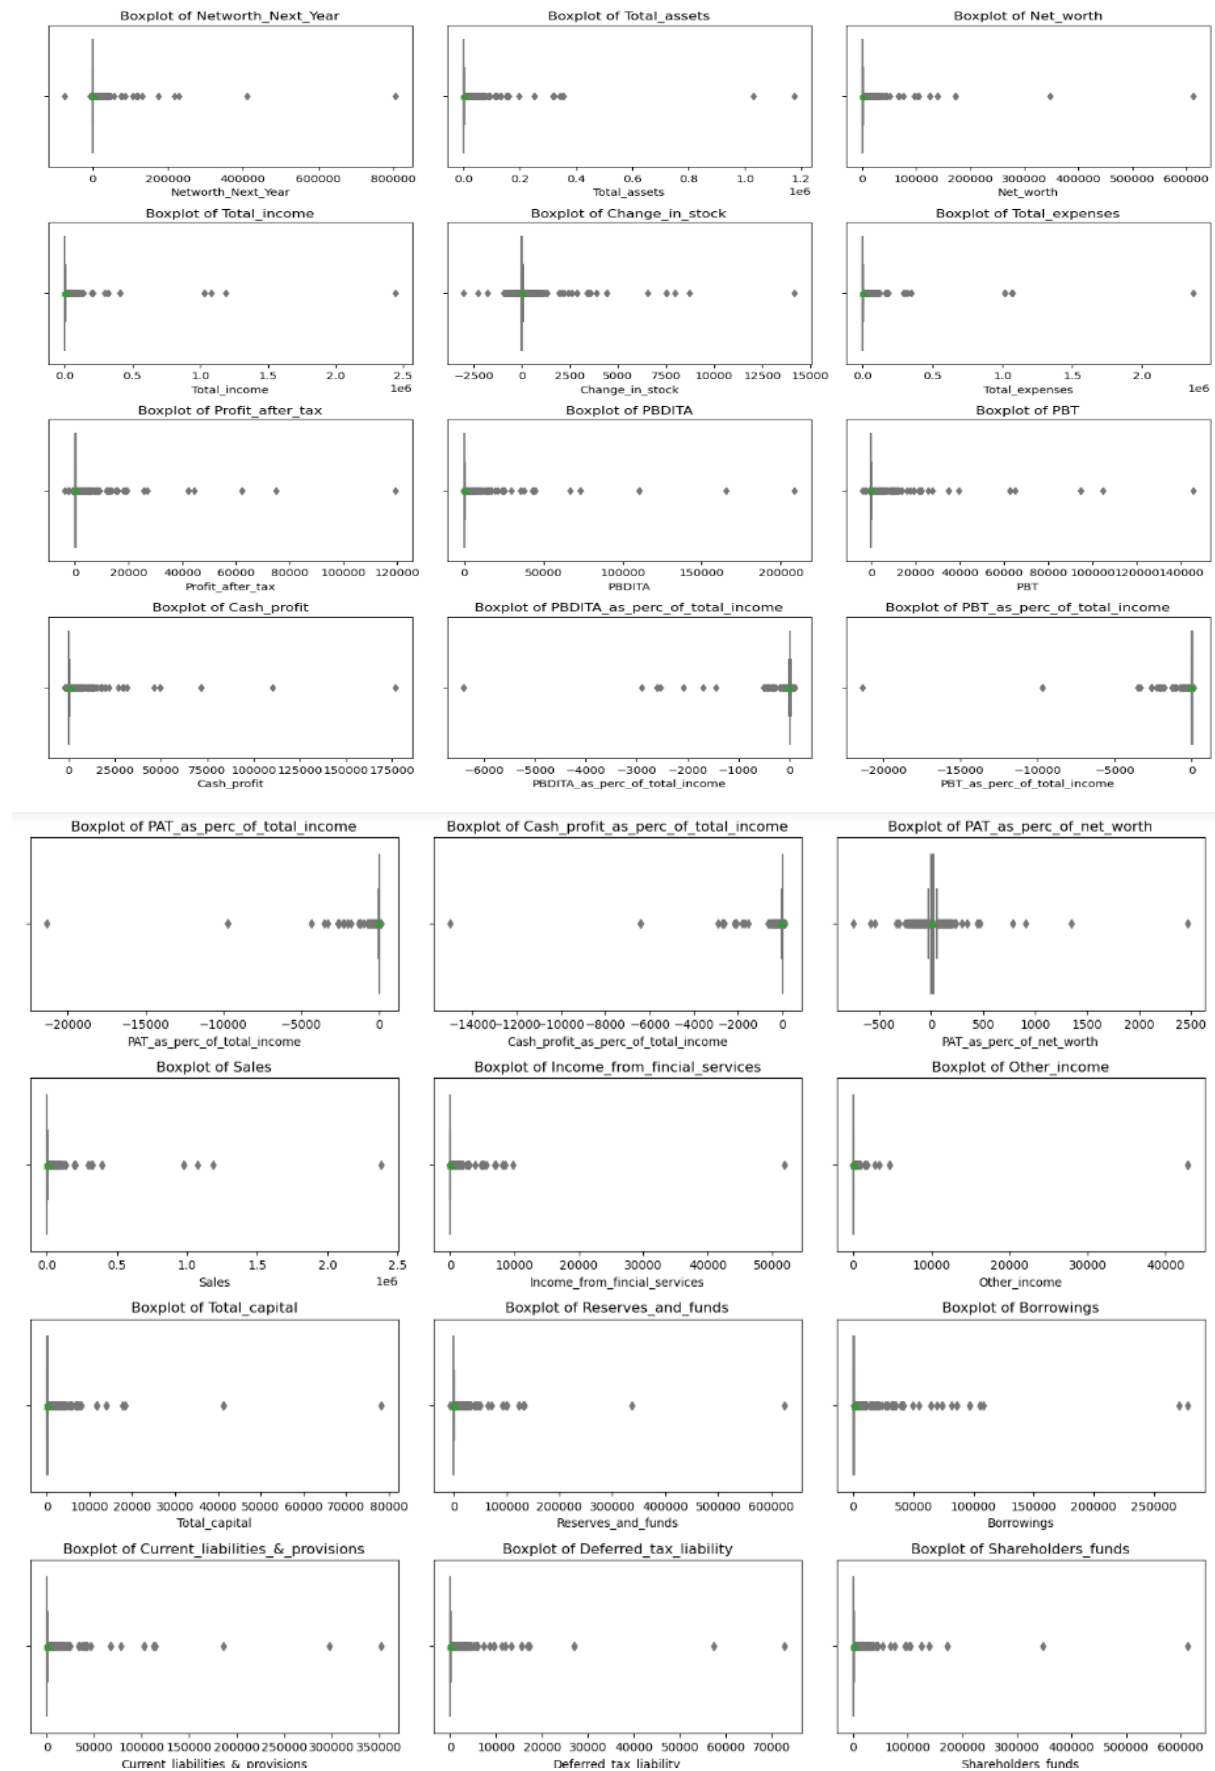 Boxplot of Networth_Next_Year Boxplot of Total_assets Boxplot of Net_worth
0 200000 400000 600000 800000 0.0 0.2 0.4 0.6 0.8 1.0 1.2 0 100000 200000 300000 400000 500000 600000
Networth_Next_Year Total_assets 1e6 Net_worth
Boxplot of Total_income Boxplot of Change_in_stock Boxplot of Total_expenses
0.0 0.5 1.0 1.5 2.0 2.5 −2500 0 2500 5000 7500 10000 12500 15000 0.0 0.5 1.0 1.5 2.0
Total_income 1e6 Change_in_stock Total_expenses 1e6
Boxplot of Profit_after_tax Boxplot of PBDITA Boxplot of PBT
0 20000 40000 60000 80000 100000 120000 0 50000 100000 150000 200000 0 20000 40000 60000 80000 100000120000140000
Profit_after_tax PBDITA PBT
Boxplot of Cash_profit Boxplot of PBDITA_as_perc_of_total_income Boxplot of PBT_as_perc_of_total_income
0 25000 50000 75000 100000125000150000175000 −6000 −5000 −4000 −3000 −2000 −1000 0 −20000 −15000 −10000 −5000 0
Cash_profit PBDITA_as_perc_of_total_income PBT_as_perc_of_total_income
Boxplot of PAT_as_perc_of_total_income Boxplot of Cash_profit_as_perc_of_total_income Boxplot of PAT_as_perc_of_net_worth
−20000 −15000 −10000 −5000 0 −14000−12000−10000−8000 −6000 −4000 −2000 0 −500 0 500 1000 1500 2000 2500
PAT_as_perc_of_total_income Cash_profit_as_perc_of_total_income PAT_as_perc_of_net_worth
Boxplot of Sales Boxplot of Income_from_fincial_services Boxplot of Other_income
0.0 0.5 1.0 1.5 2.0 2.5 0 10000 20000 30000 40000 50000 0 10000 20000 30000 40000
Sales 1e6 Income_from_fincial_services Other_income
Boxplot of Total_capital Boxplot of Reserves_and_funds Boxplot of Borrowings
0 10000 20000 30000 40000 50000 60000 70000 80000 0 100000 200000 300000 400000 500000 600000 0 50000 100000 150000 200000 250000
Total_capital Reserves_and_funds Borrowings
Boxplot of Current_liabilities_&_provisions Boxplot of Deferred_tax_liability Boxplot of Shareholders_funds
0 50000 100000 150000 200000 250000 300000 350000 0 10000 20000 30000 40000 50000 60000 70000 0 100000 200000 300000 400000 500000 600000
Current_liabilities_&_provisions Deferred_tax_liability Shareholders_funds